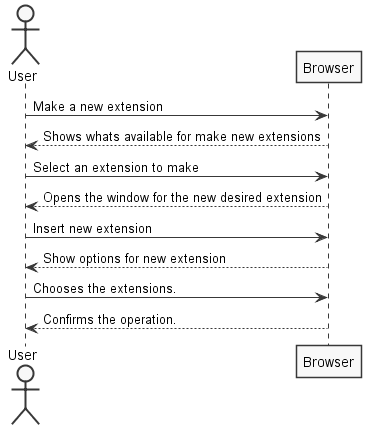 User
Browser
Make a new extension
Shows whats available for make new extensions
Select an extension to make
Opens the window for the new desired extension
Insert new extension
Show options for new extension
Chooses the extensions.
Confirms the operation.
User
Browser